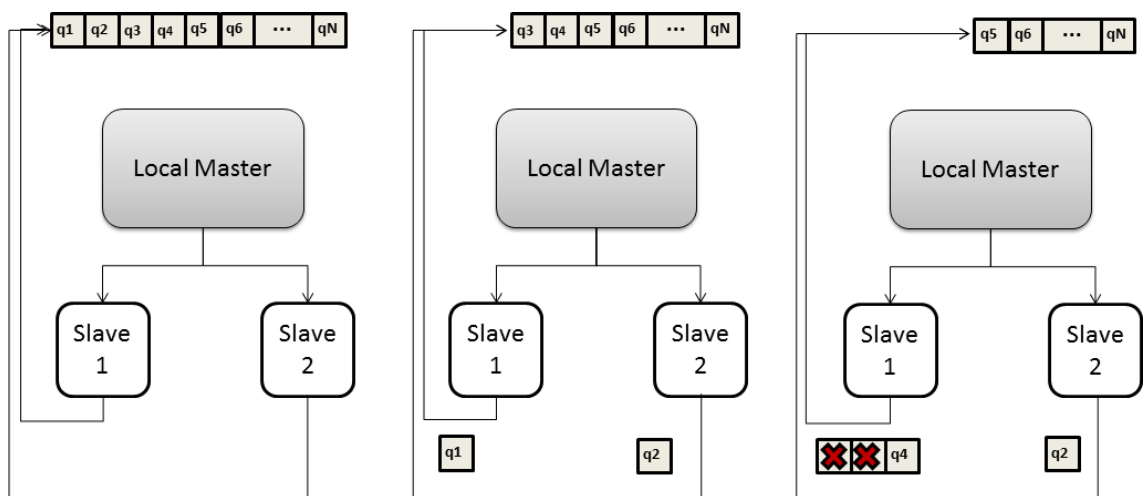 q1 q2 q3 q4 q5 q6 ... qN
Local Master
Slave
1
Slave
2
q3 q4 q5 q6 ... qN
Local Master
Slave
1
Slave
2
q1
q2
q5 q6 ... qN
Local Master
Slave
1
Slave
2
q4
q2